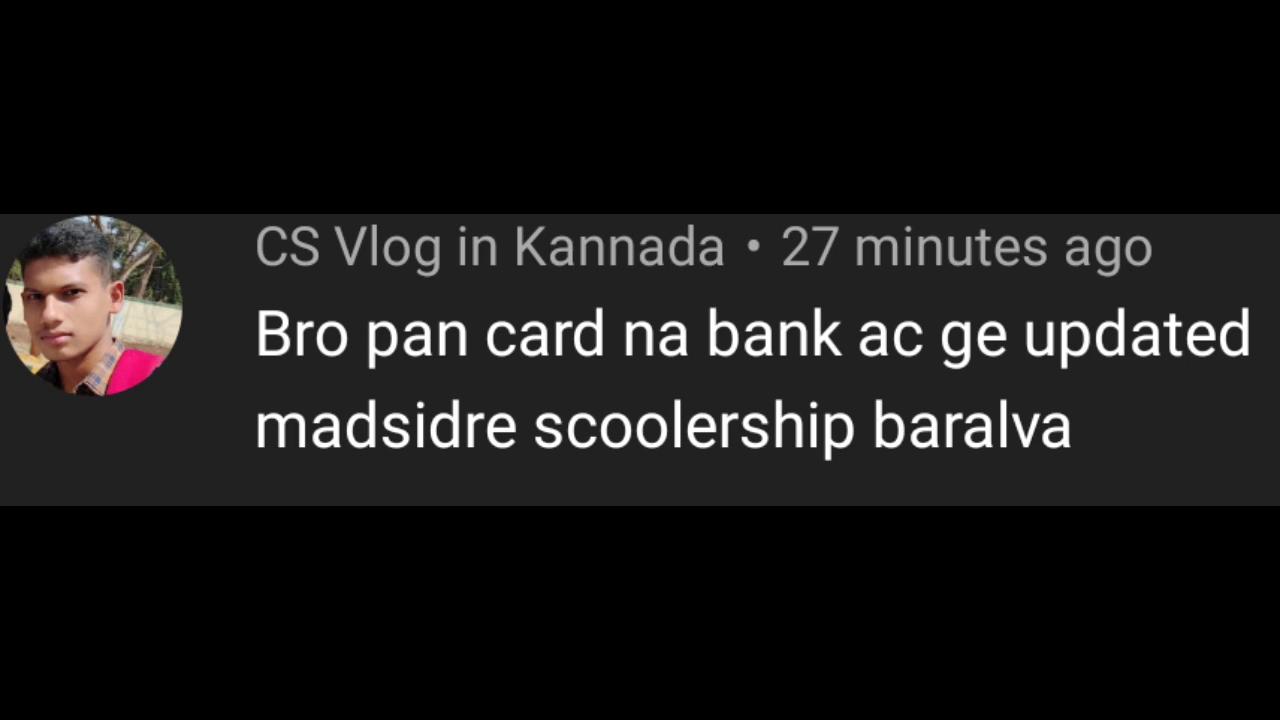 CS Vlog in Kannada • 27 minutes ago
Bro pan card na bank ac ge updated
madsidre scoolership baralva